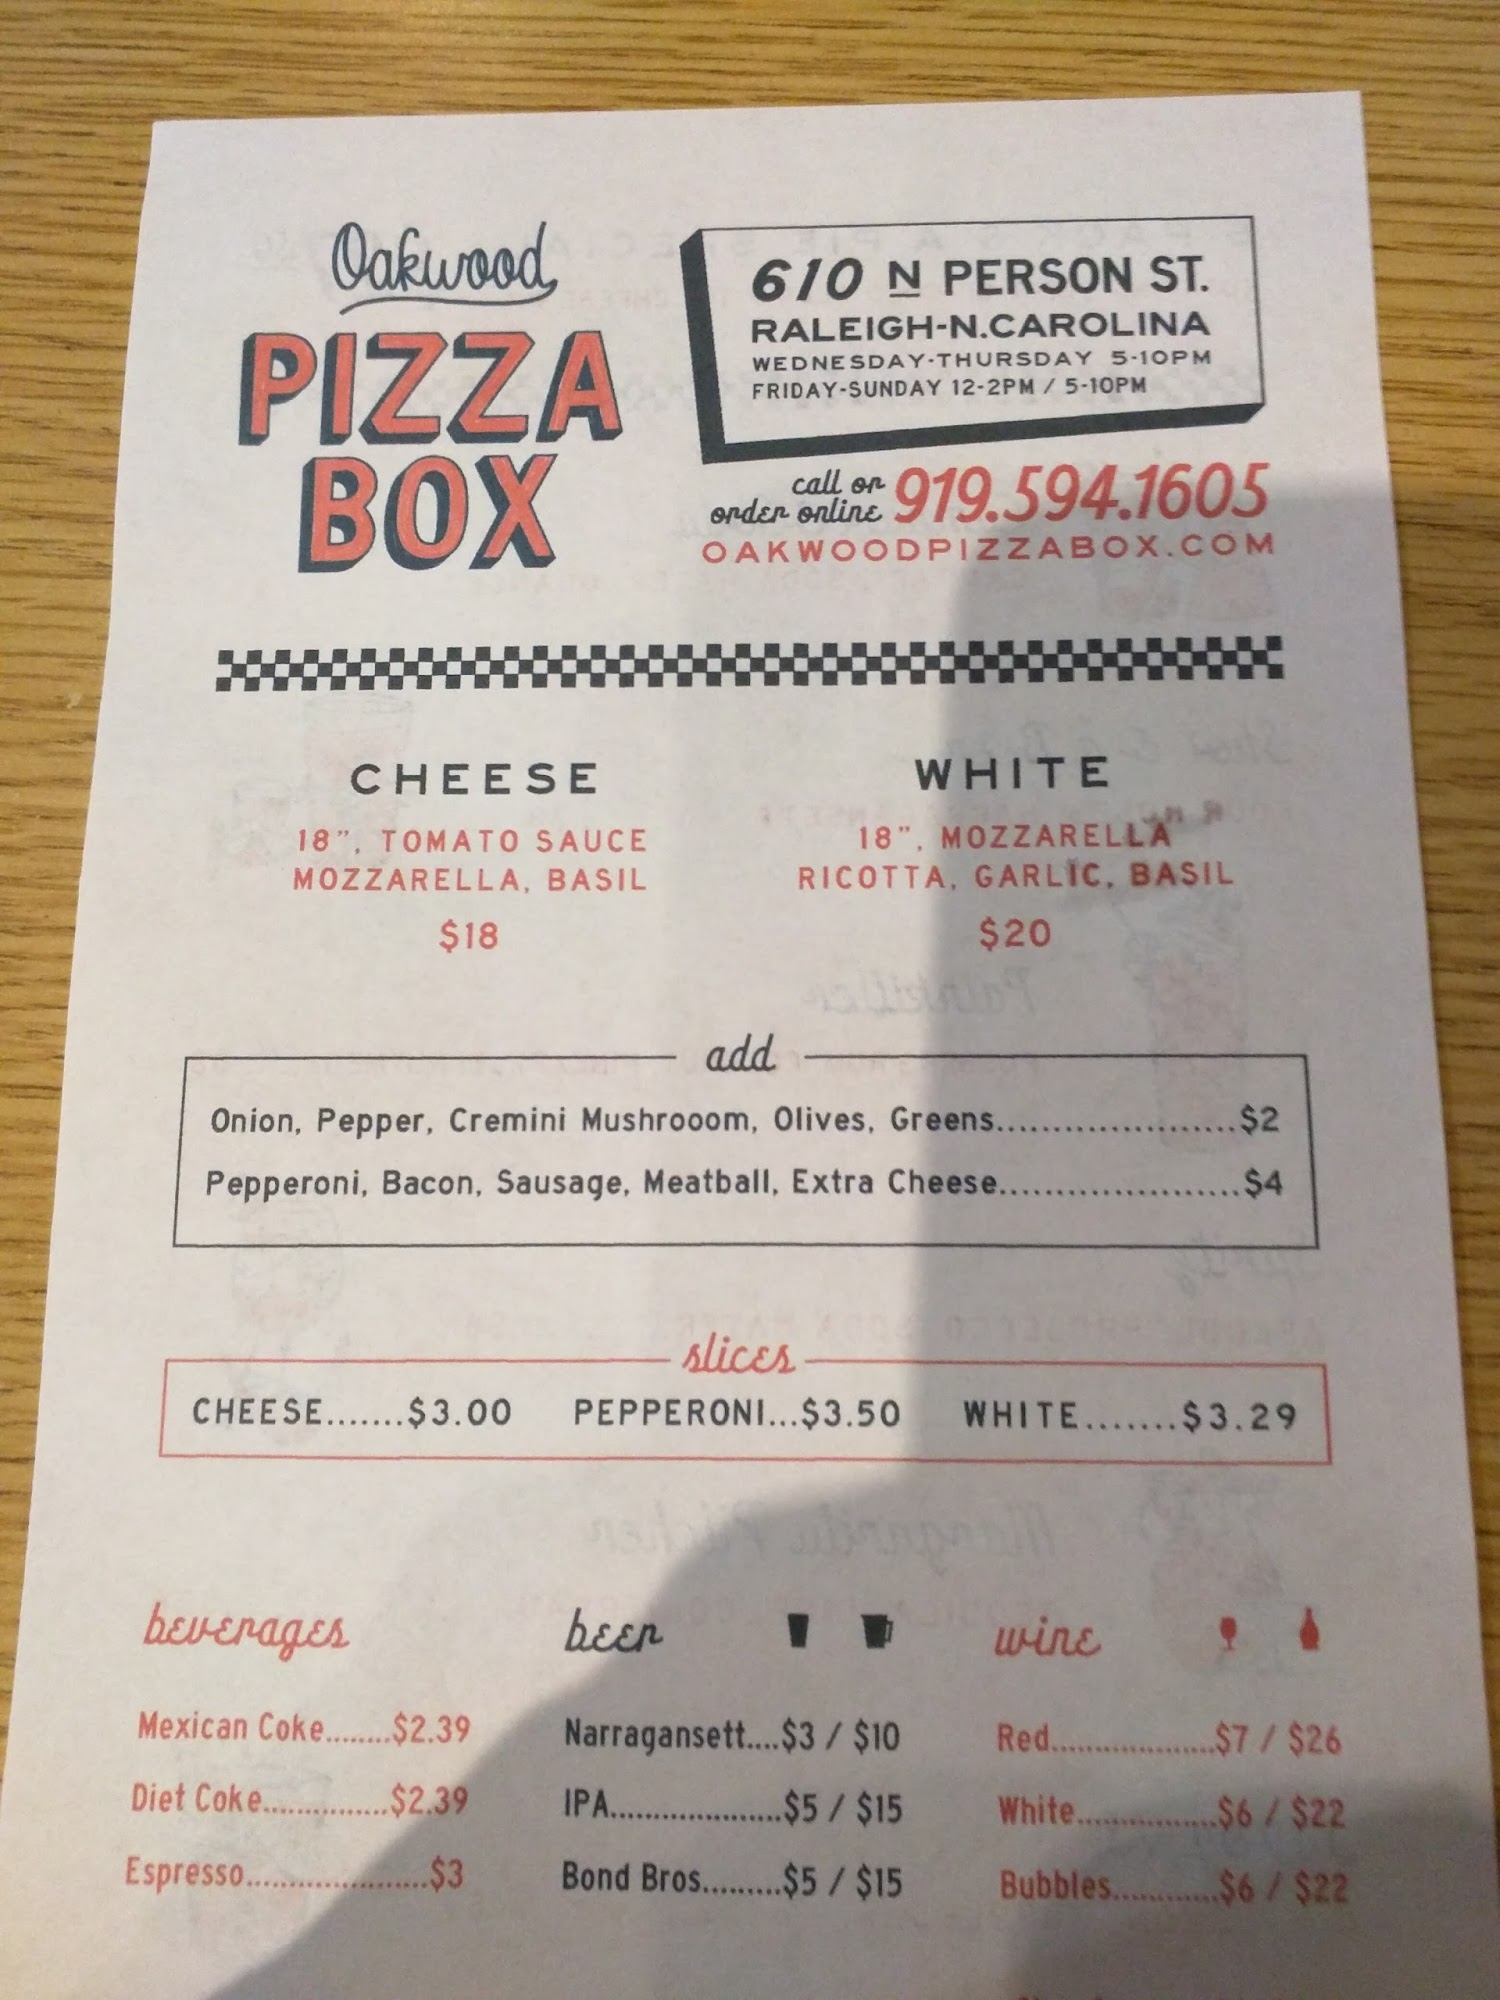 Oakwood
PIZZA
BOX
610 N PERSON ST.
RALEIGH-N.CAROLINA
WEDNESDAY-THURSDAY 5-10PM
FRIDAY-SUNDAY 12-2PM / 5-10PM
call or
order online 919.594.1605
OAKWOODPIZZABOX.COM
CHEESE
18", TOMATO SAUCE
MOZZARELLA, BASIL
$18
WHITE
18", MOZZARELLA
RICOTTA, GARLIC, BASIL
$20
add
Onion, Pepper, Cremini Mushrooom, Olives, Greens......................$2
Pepperoni, Bacon, Sausage, Meatball, Extra Cheese.......................$4
slices
CHEESE.......$3.00 PEPPERONI...$3.50 WHITE.......$3.29
beverages
Mexican Coke........$2.39
Diet Coke...............$2.39
Espresso......................$3
beer
Narragansett....$3 / $10
IPA....................$5 / $15
Bond Bros.........$5 / $15
wine
Red....................$7 / $26
White.................$6 / $22
Bubbles.............$6 / $22